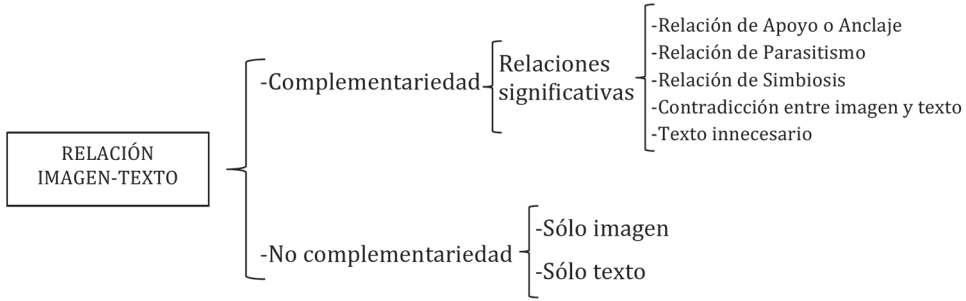 RELACIÓN
IMAGEN-TEXTO
-Complementariedad
Relaciones
significativas
-Relación de Apoyo o Anclaje
-Relación de Parasitismo
-Relación de Simbiosis
-Contradicción entre imagen y texto
-Texto innecesario
-No complementariedad
-Sólo imagen
-Sólo texto